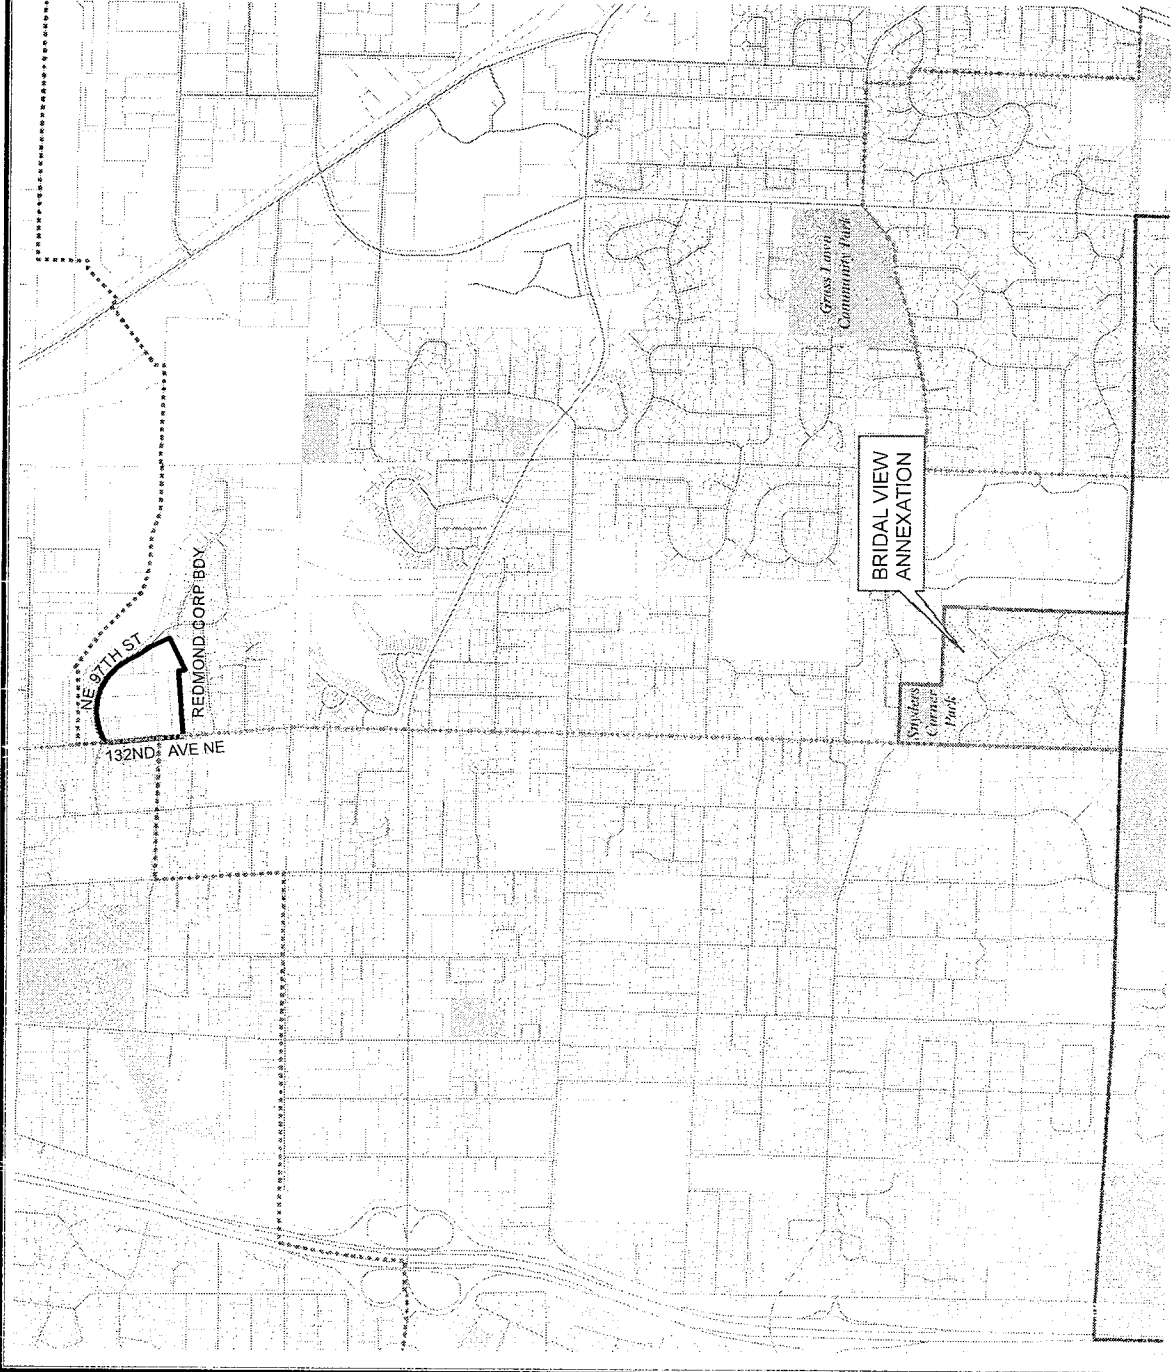 NE 97TH ST
REDMOND CORP BDY
132ND AVE NE
Grass Lawn
Community Park
BRIDAL VIEW
ANNEXATION
Snyders
Corner
Park